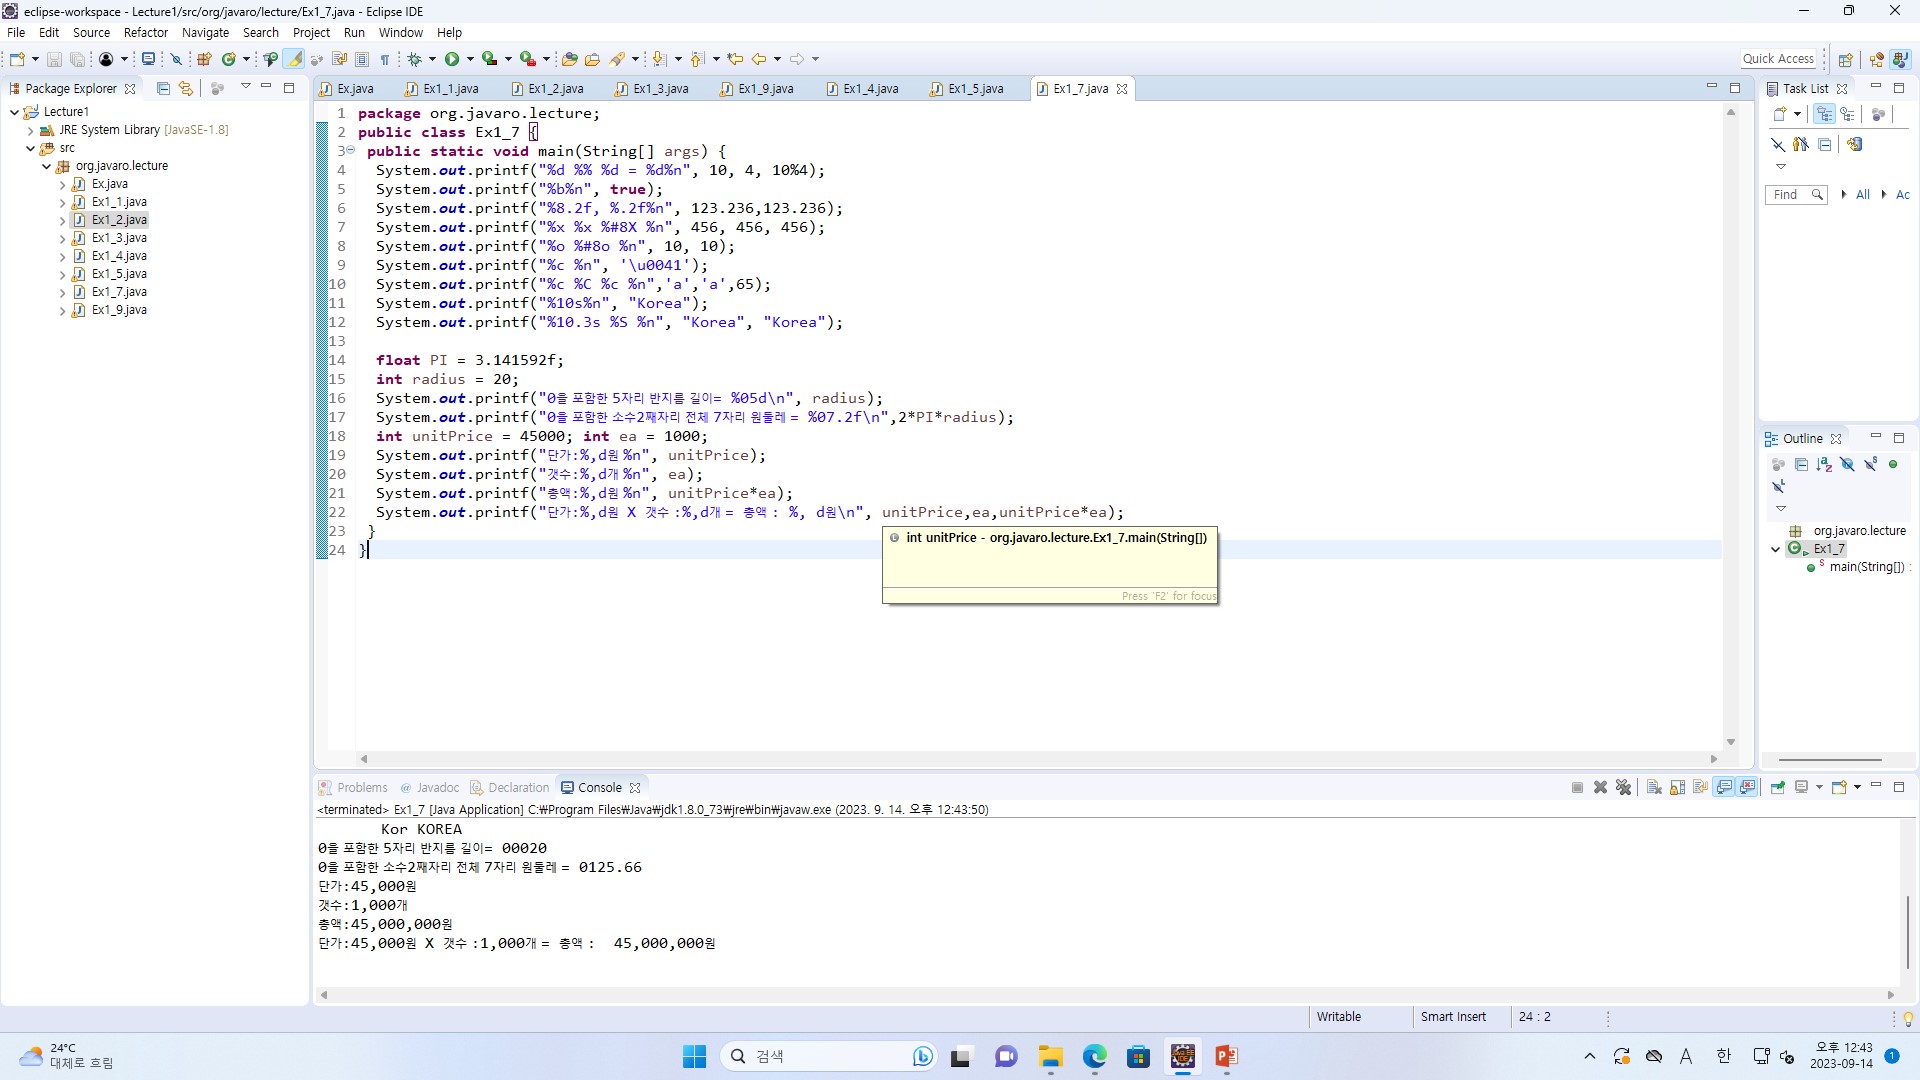 eclipse-workspace - Lecture1/src/org/javaro/lecture/Ex1_7.java - Eclipse IDE
File Edit Source Refactor Navigate Search Project Run Window Help
Quick Access
Package Explorer
Lecture1
JRE System Library [JavaSE-1.8]
src
org.javaro.lecture
Ex.java
Ex1_1.java
Ex1_2.java
Ex1_3.java
Ex1_4.java
Ex1_5.java
Ex1_7.java
Ex1_9.java
Ex.java Ex1_1.java Ex1_2.java Ex1_3.java Ex1_9.java Ex1_4.java Ex1_5.java Ex1_7.java
1 package org.javaro.lecture;
2 public class Ex1_7 {
3 public static void main(String[] args) {
4 System.out.printf("%d %% %d = %d%n", 10, 4, 10%4);
5 System.out.printf("%b%n", true);
6 System.out.printf("%8.2f, %.2f%n", 123.236,123.236);
7 System.out.printf("%x %x %#8X %n", 456, 456, 456);
8 System.out.printf("%o %#8o %n", 10, 10);
9 System.out.printf("%c %n", '\u0041');
10 System.out.printf("%c %C %c %n",'a','a',65);
11 System.out.printf("%10s%n", "Korea");
12 System.out.printf("%10.3s %S %n", "Korea", "Korea");
13
14 float PI = 3.141592f;
15 int radius = 20;
16 System.out.printf("0을 포함한 5자리 반지름 길이= %05d\n", radius);
17 System.out.printf("0을 포함한 소수2째자리 전체 7자리 원둘레 = %07.2f\n",2*PI*radius);
18 int unitPrice = 45000; int ea = 1000;
19 System.out.printf("단가:%,d원 %n", unitPrice);
20 System.out.printf("갯수:%,d개 %n", ea);
21 System.out.printf("총액:%,d원 %n", unitPrice*ea);
22 System.out.printf("단가:%,d원 X 갯수 :%,d개 = 총액 : %, d원\n", unitPrice,ea,unitPrice*ea);
23 }
24 }
int unitPrice - org.javaro.lecture.Ex1_7.main(String[])
Press 'F2' for focus
Task List
Find All Ac
Outline
org.javaro.lecture
Ex1_7
main(String[]) :
Problems Javadoc Declaration Console
<terminated> Ex1_7 [Java Application] C:₩Program Files₩Java₩jdk1.8.0_73₩jre₩bin₩javaw.exe (2023. 9. 14. 오후 12:43:50)
Kor KOREA
0을 포함한 5자리 반지름 길이= 00020
0을 포함한 소수2째자리 전체 7자리 원둘레 = 0125.66
단가:45,000원
갯수:1,000개
총액:45,000,000원
단가:45,000원 X 갯수 :1,000개 = 총액 :  45,000,000원
Writable Smart Insert 24 : 2
24°C
대체로 흐림
검색
A 한
오후 12:43
2023-09-14
1